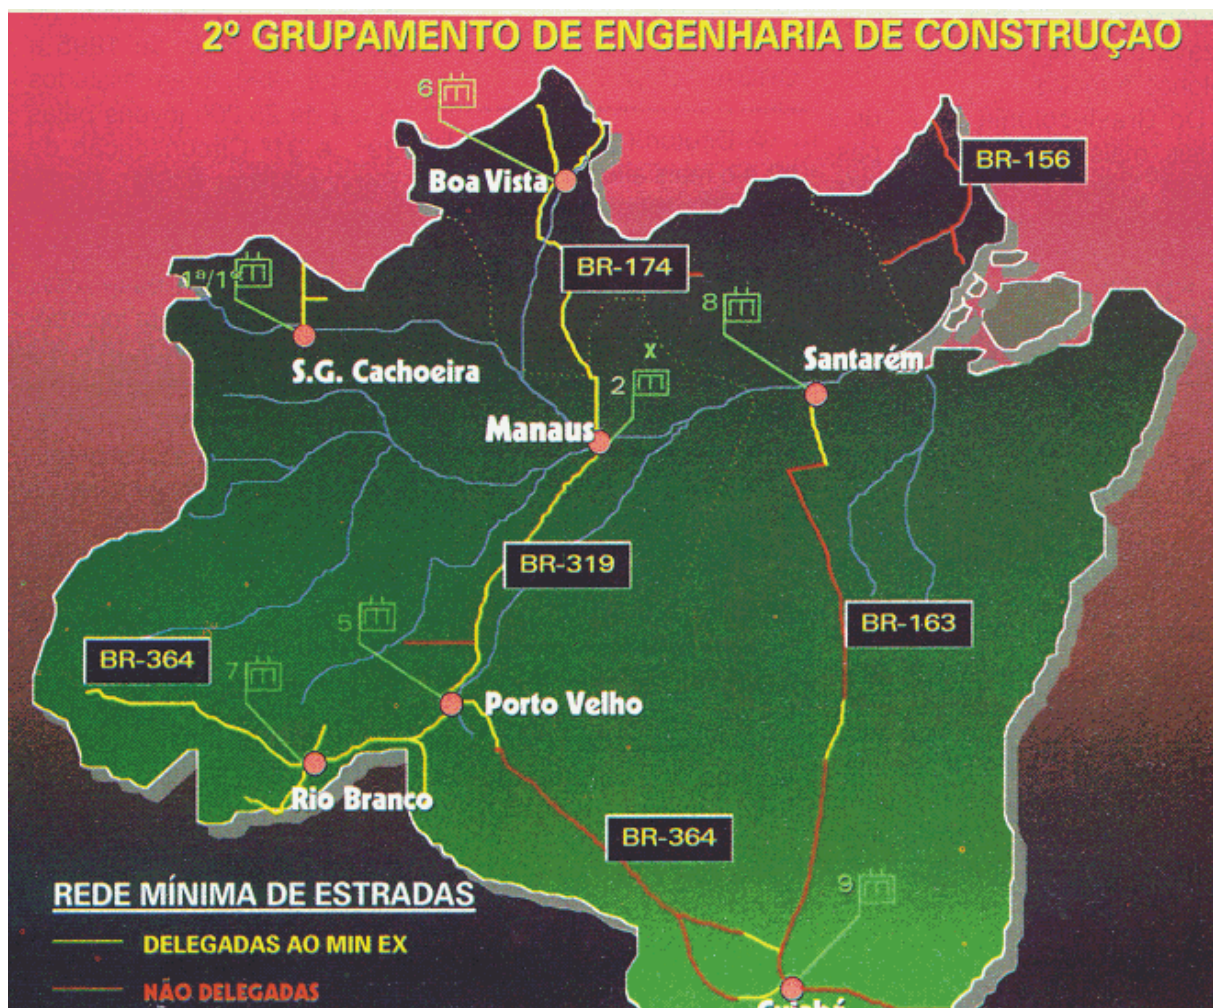 2º GRUPAMENTO DE ENGENHARIA DE CONSTRUÇAO
6
BR-156
Boa Vista
1ª/1º
BR-174
8
Santarém
S.G. Cachoeira
x
2
Manaus
BR-319
5
BR-163
BR-364
7
Porto Velho
Rio Branco
BR-364
9
REDE MÍNIMA DE ESTRADAS
DELEGADAS AO MIN EX
NÃO DELEGADAS
Cuiabá